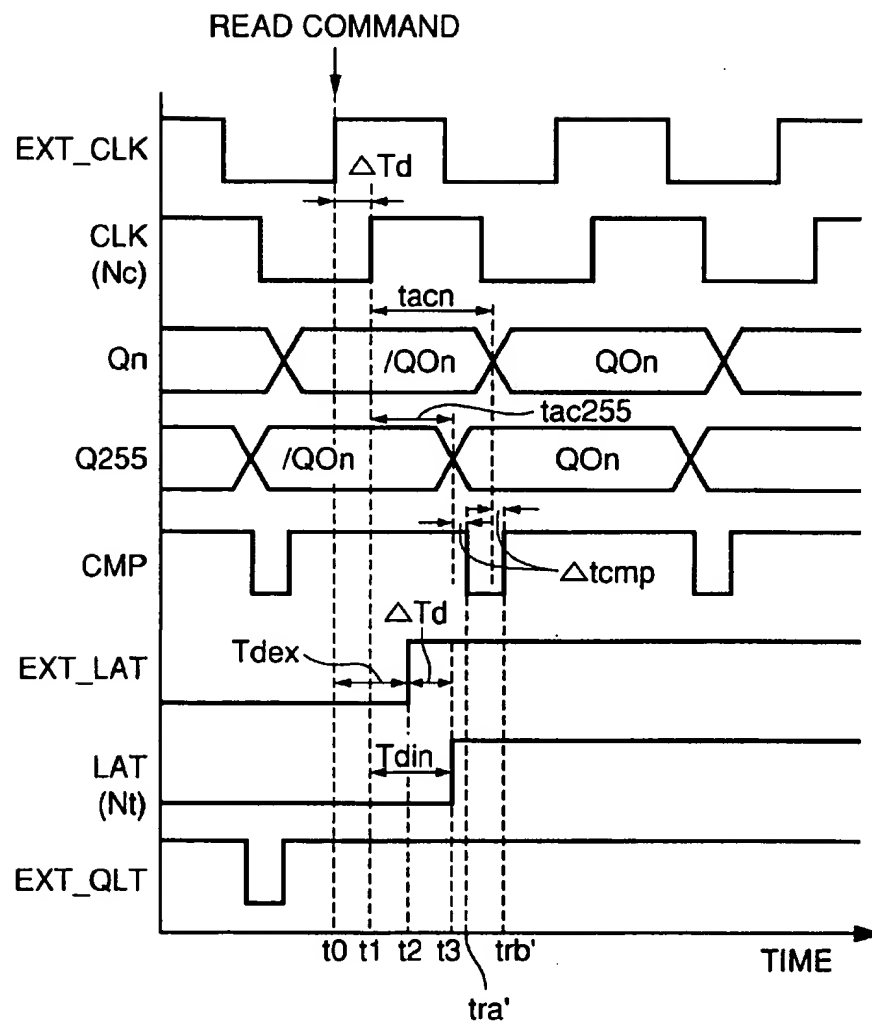 READ COMMAND
EXT_CLK
△Td
CLK
(Nc)
tacn
Qn
/QOn
QOn
tac255
Q255
/QOn
QOn
CMP
△tcmp
△Td
EXT_LAT
Tdex
LAT
(Nt)
Tdin
EXT_QLT
t0 t1 t2 t3 trb'
TIME
tra'